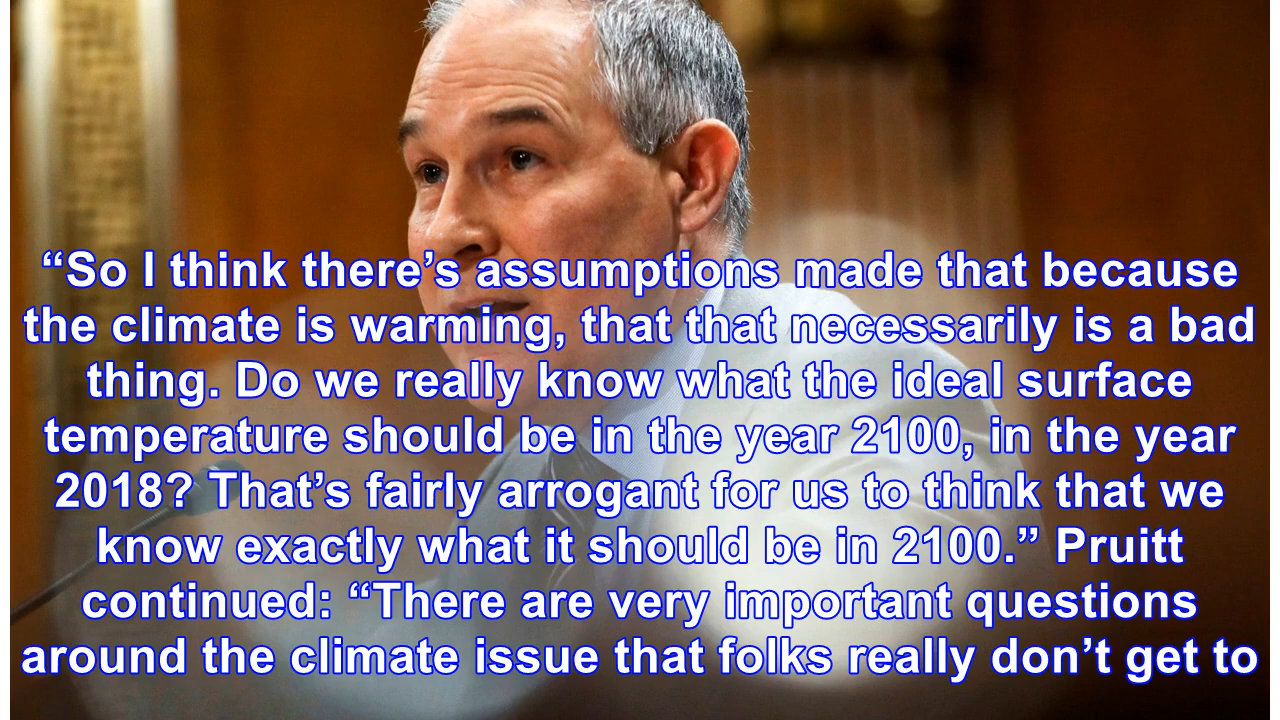 “So I think there’s assumptions made that because
the climate is warming, that that necessarily is a bad
thing. Do we really know what the ideal surface
temperature should be in the year 2100, in the year
2018? That’s fairly arrogant for us to think that we
know exactly what it should be in 2100.” Pruitt
continued: “There are very important questions
around the climate issue that folks really don’t get to